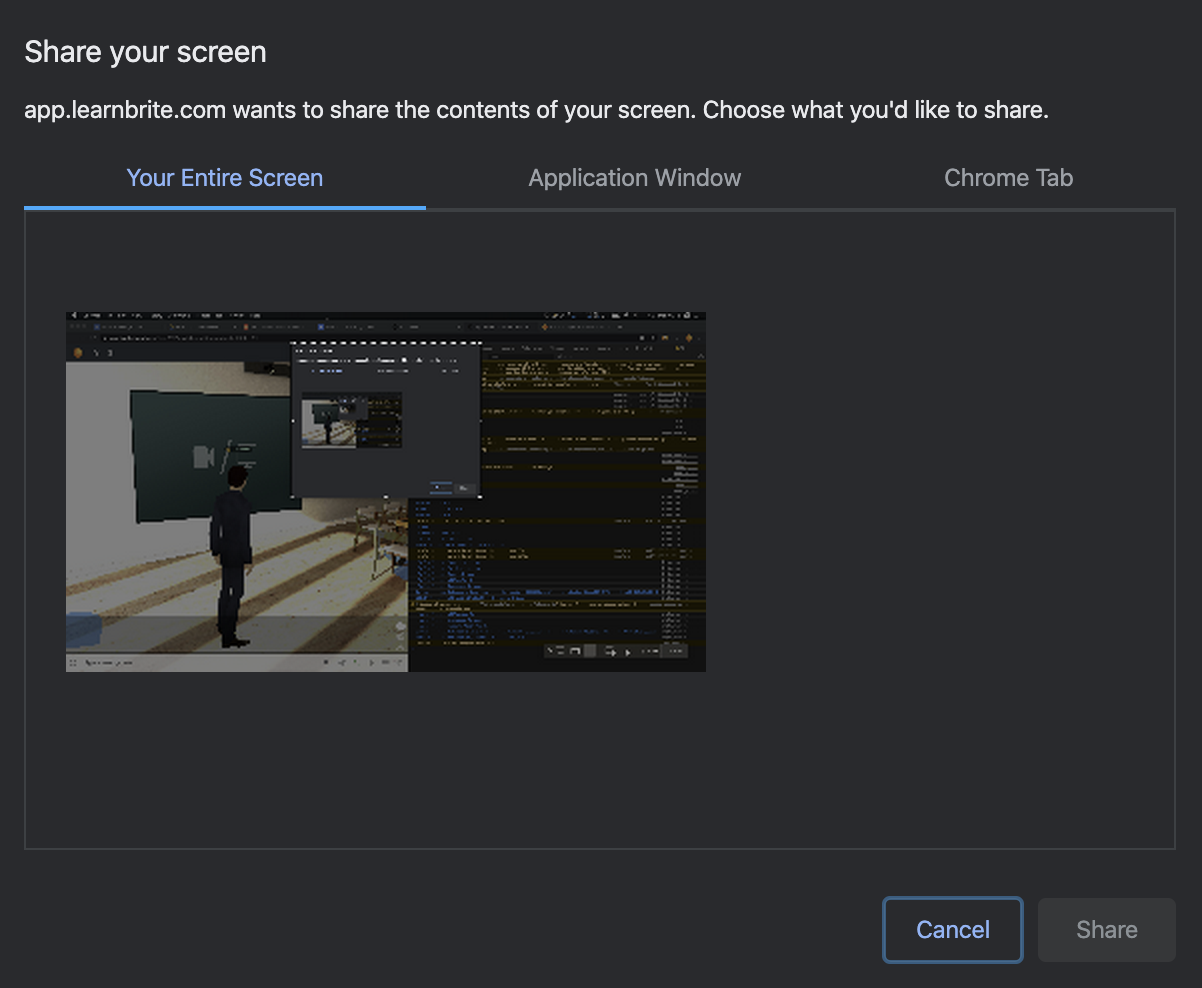 Share your screen
app.learnbrite.com wants to share the contents of your screen. Choose what you'd like to share.
Your Entire Screen
Application Window
Chrome Tab
Cancel
Share